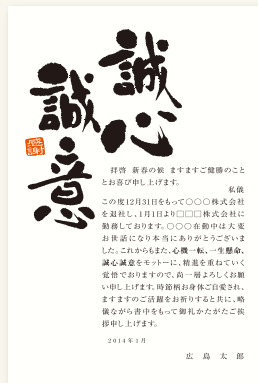 誠心
誠意
拝啓 新春の候 ますますご健勝のこと
とお喜び申し上げます。
私儀
この度12月31日をもって○○○株式会社
を退社し、1月1日より□□□株式会社に
勤務しております。○○○在勤中は大変
お世話になり本当にありがとうございま
した。これからもまた、心機一転、一生懸命、
誠心誠意をモットーに、精進を重ねていく
覚悟でおりますので、尚一層よろしくお願
い申し上げます。時節柄お身体ご自愛され、
ますますのご活躍をお祈りすると共に、略
儀ながら書中をもって御礼かたがたご挨
拶申し上げます。
2014年1月
広島太郎